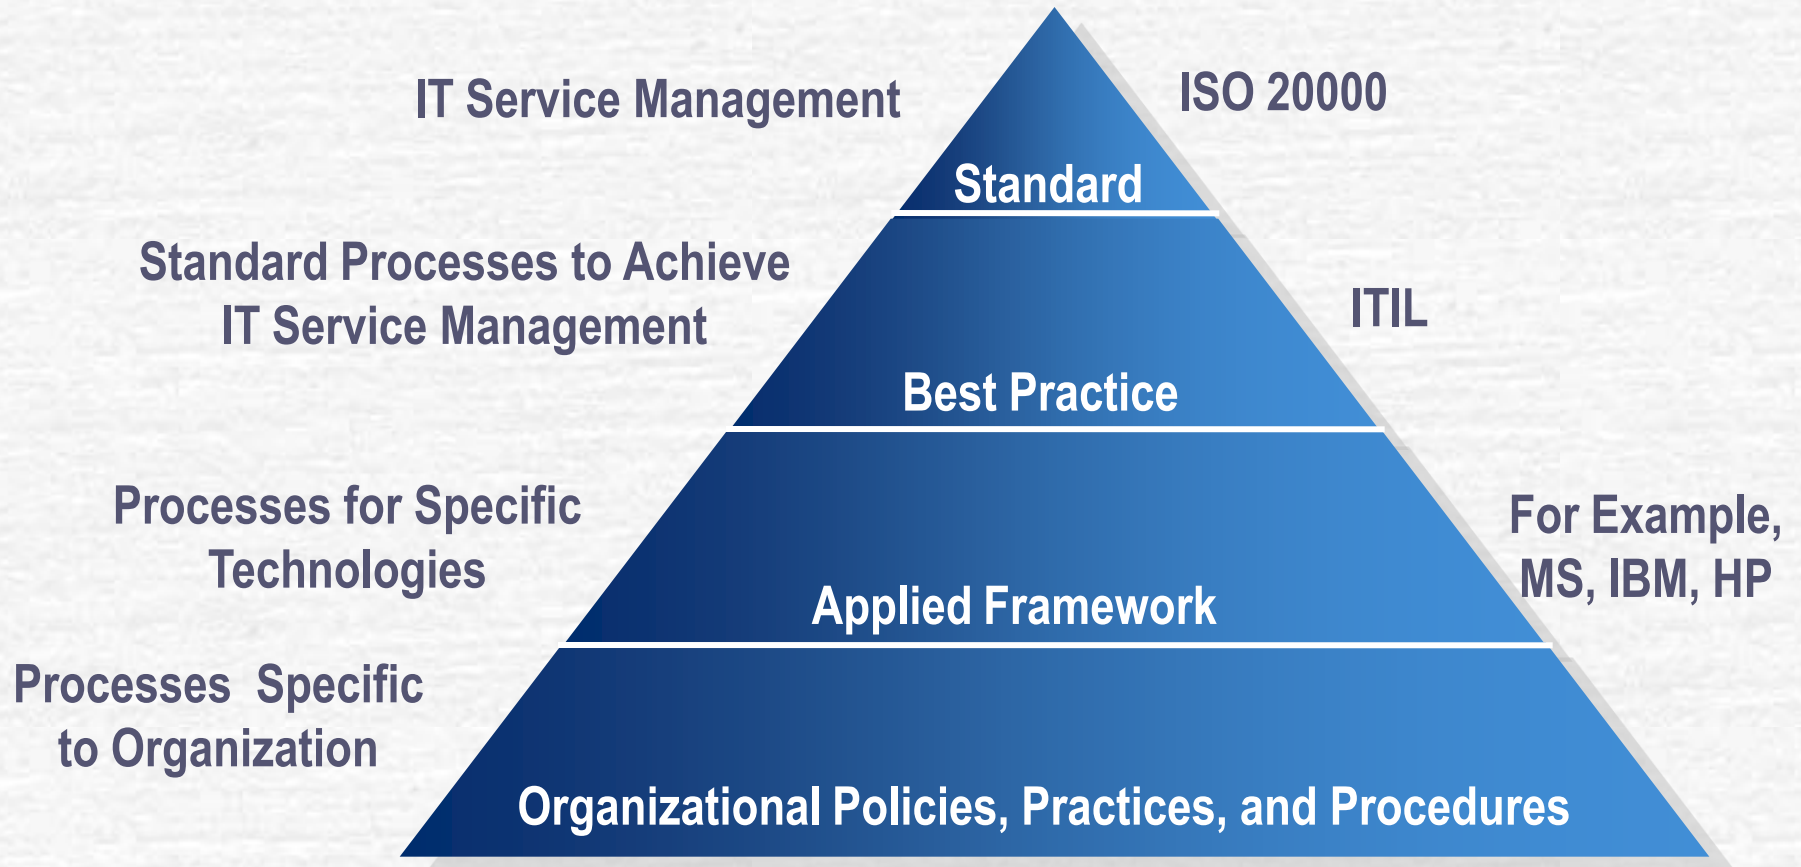 IT Service Management
ISO 20000
Standard
Standard Processes to Achieve
IT Service Management
ITIL
Best Practice
Processes for Specific
Technologies
For Example,
MS, IBM, HP
Applied Framework
Processes  Specific
to Organization
Organizational Policies, Practices, and Procedures